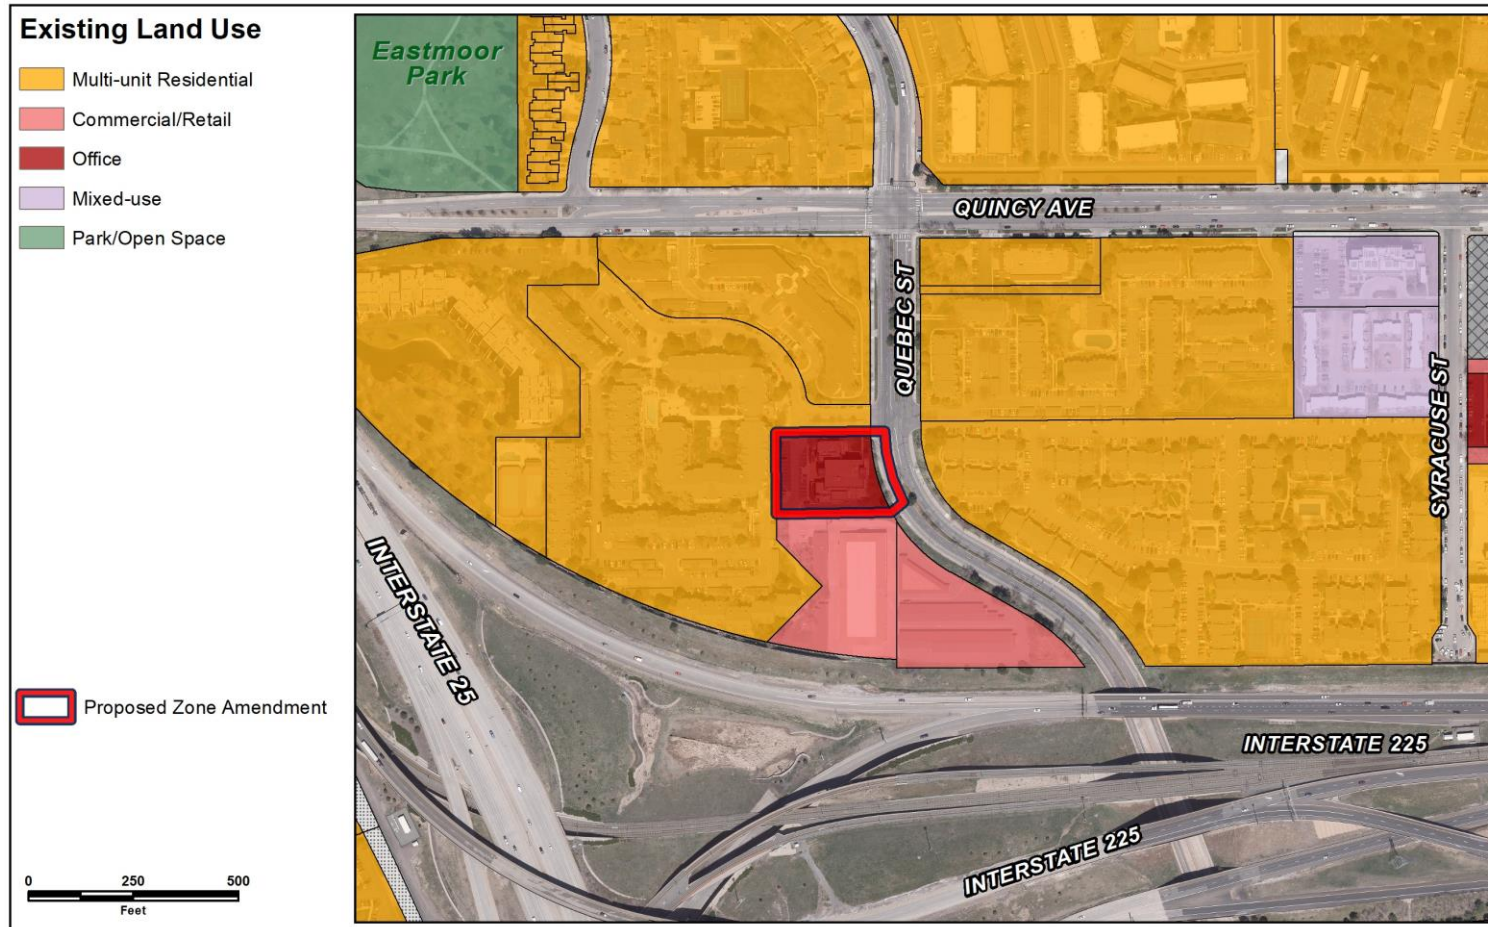 Existing Land Use
Multi-unit Residential
Commercial/Retail
Office
Mixed-use
Park/Open Space
Proposed Zone Amendment
0 250 500
Feet
Eastmoor
Park
QUINCY AVE
QUEBEC ST
SYRACUSE ST
INTERSTATE 25
INTERSTATE 225
INTERSTATE 225